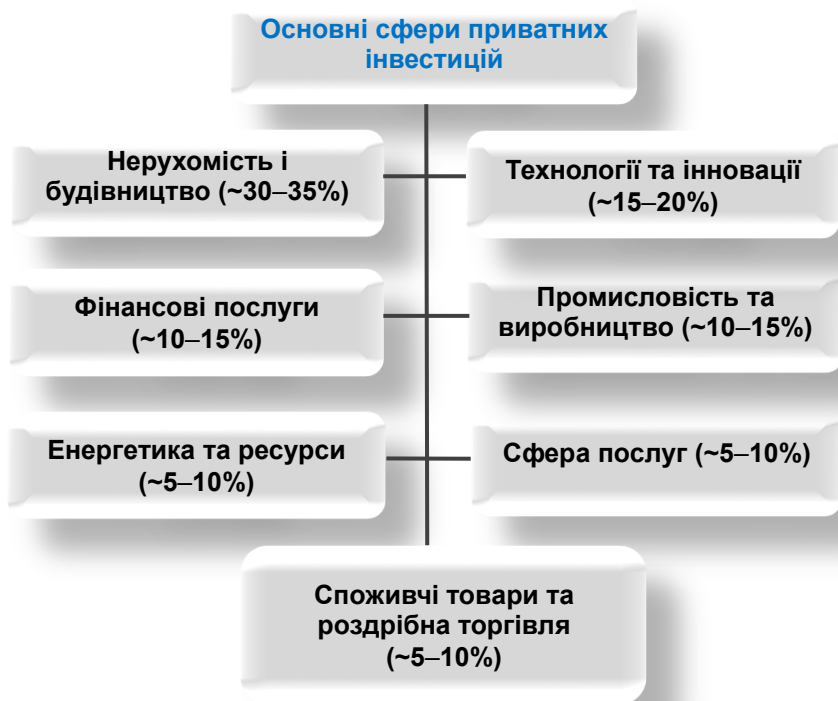 Основні сфери приватних
інвестицій
Нерухомість і
будівництво (~30–35%)
Технології та інновації
(~15–20%)
Фінансові послуги
(~10–15%)
Промисловість та
виробництво (~10–15%)
Енергетика та ресурси
(~5–10%)
Сфера послуг (~5–10%)
Споживчі товари та
роздрібна торгівля
(~5–10%)